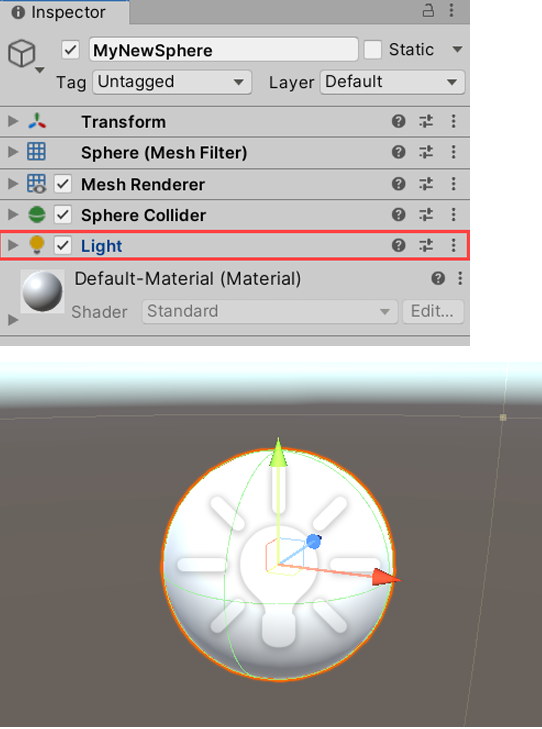 Inspector
MyNewSphere Static
Tag Untagged Layer Default
Transform
Sphere (Mesh Filter)
Mesh Renderer
Sphere Collider
Light
Default-Material (Material)
Shader Standard Edit...